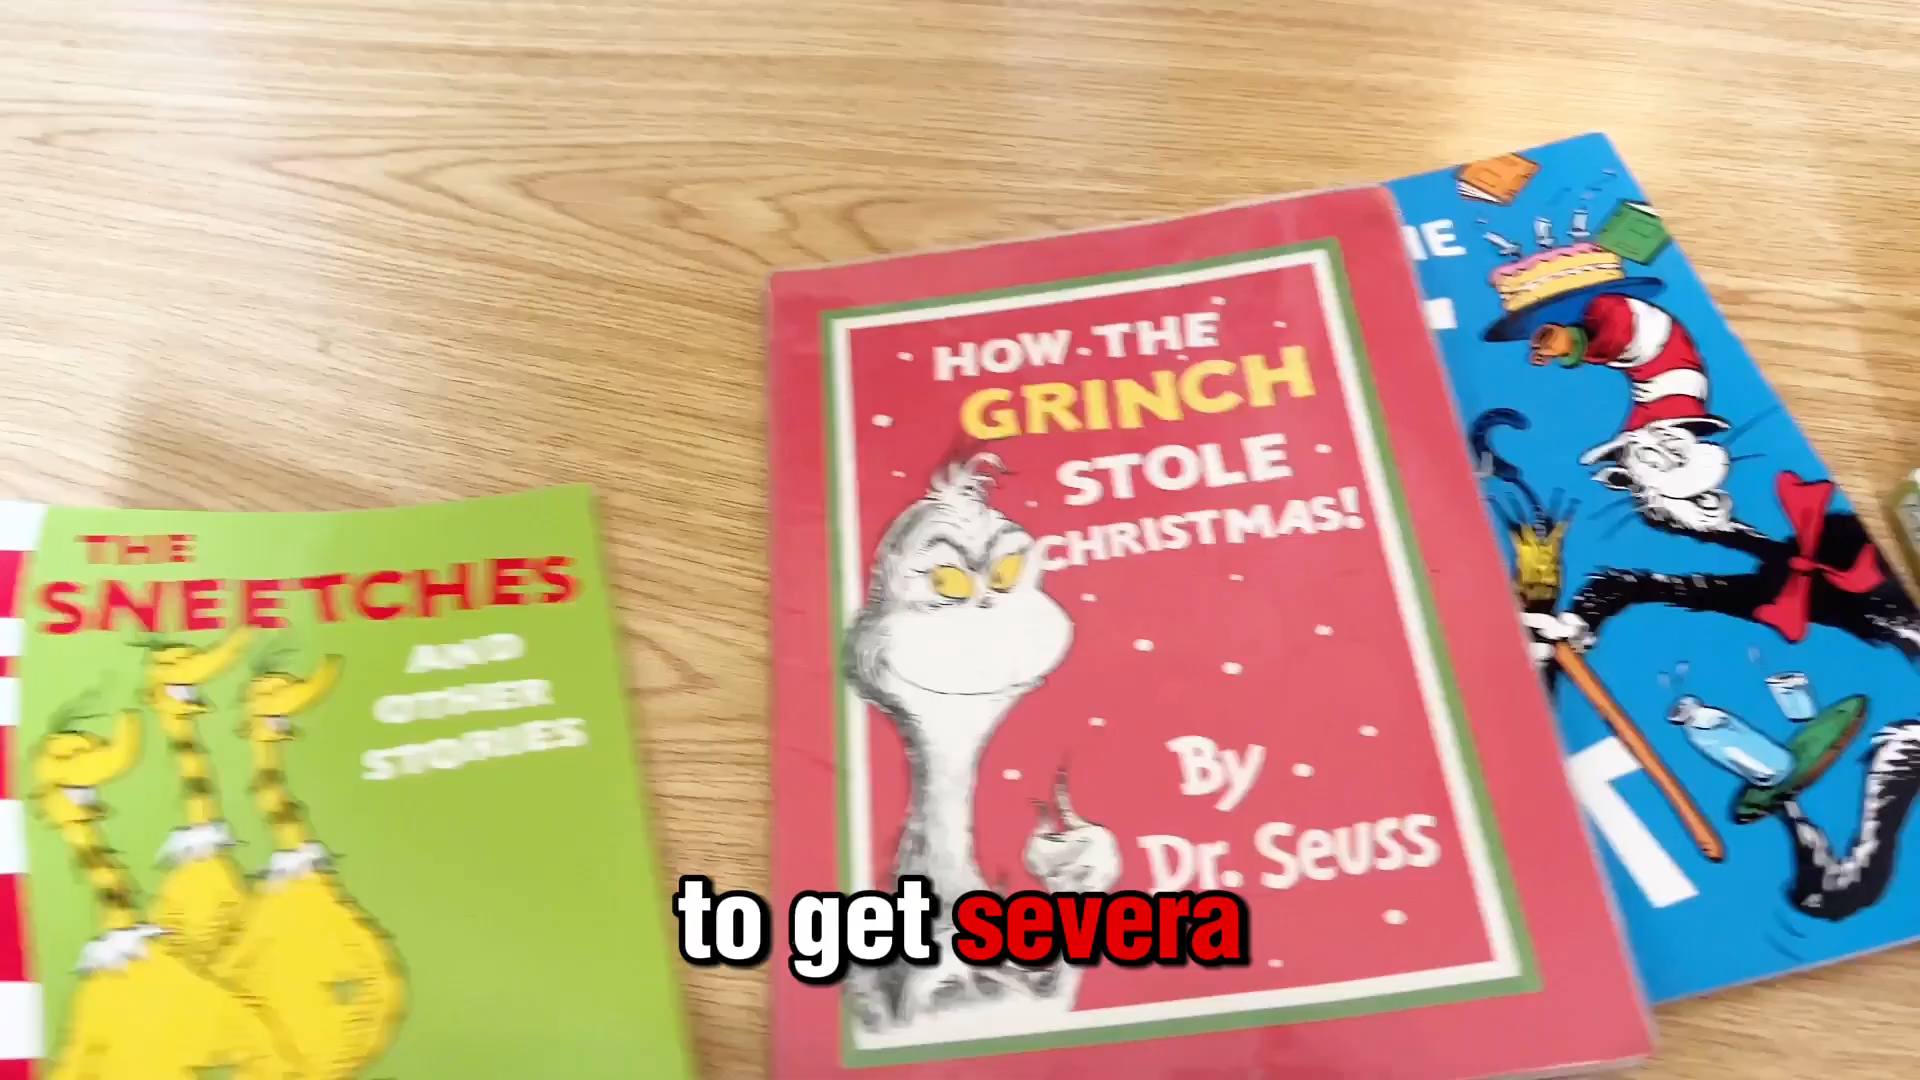 THE
SNEETCHES
AND
OTHER
STORIES
HOW THE
GRINCH
STOLE
CHRISTMAS!
By
Dr. Seuss
to get severa